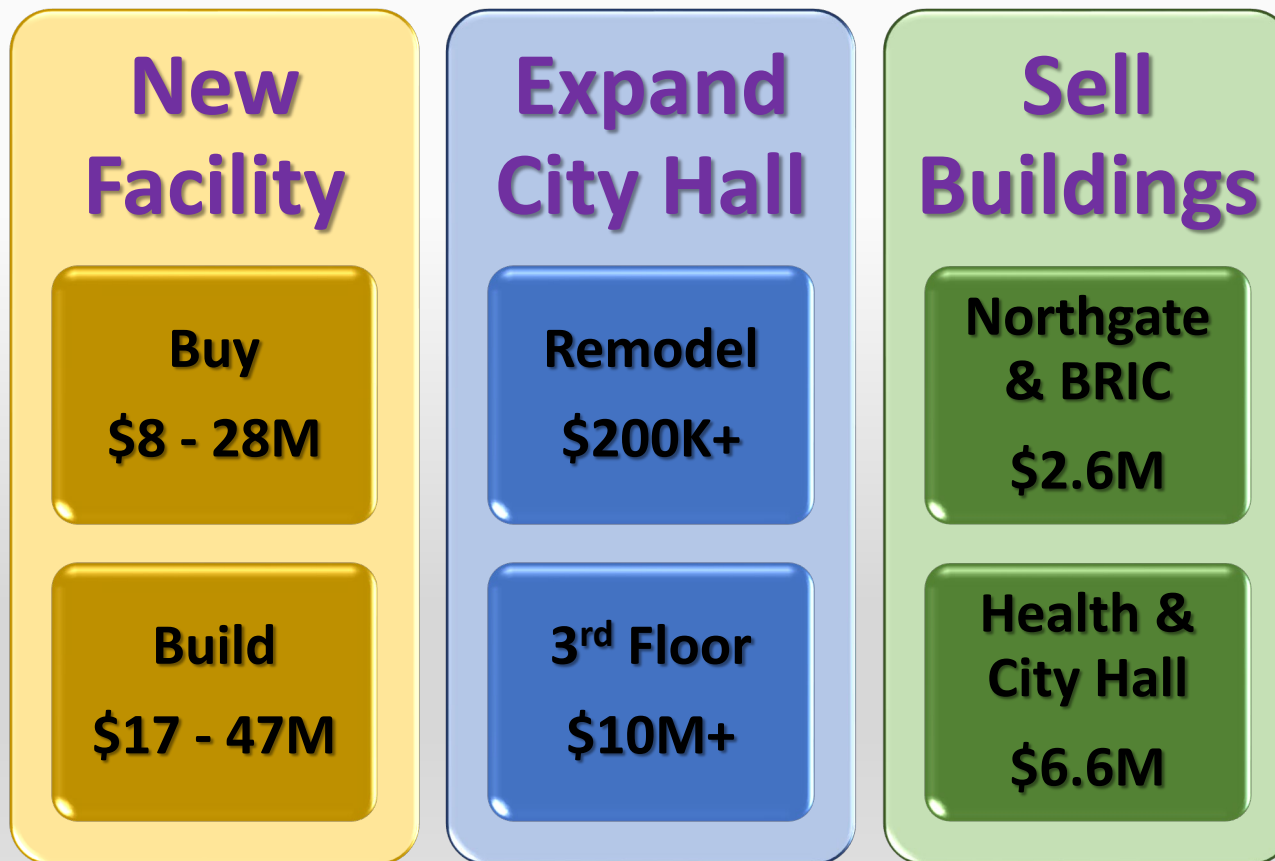 New
Facility
Buy
$8 - 28M
Build
$17 - 47M
Expand
City Hall
Remodel
$200K+
3rd Floor
$10M+
Sell
Buildings
Northgate
& BRIC
$2.6M
Health &
City Hall
$6.6M